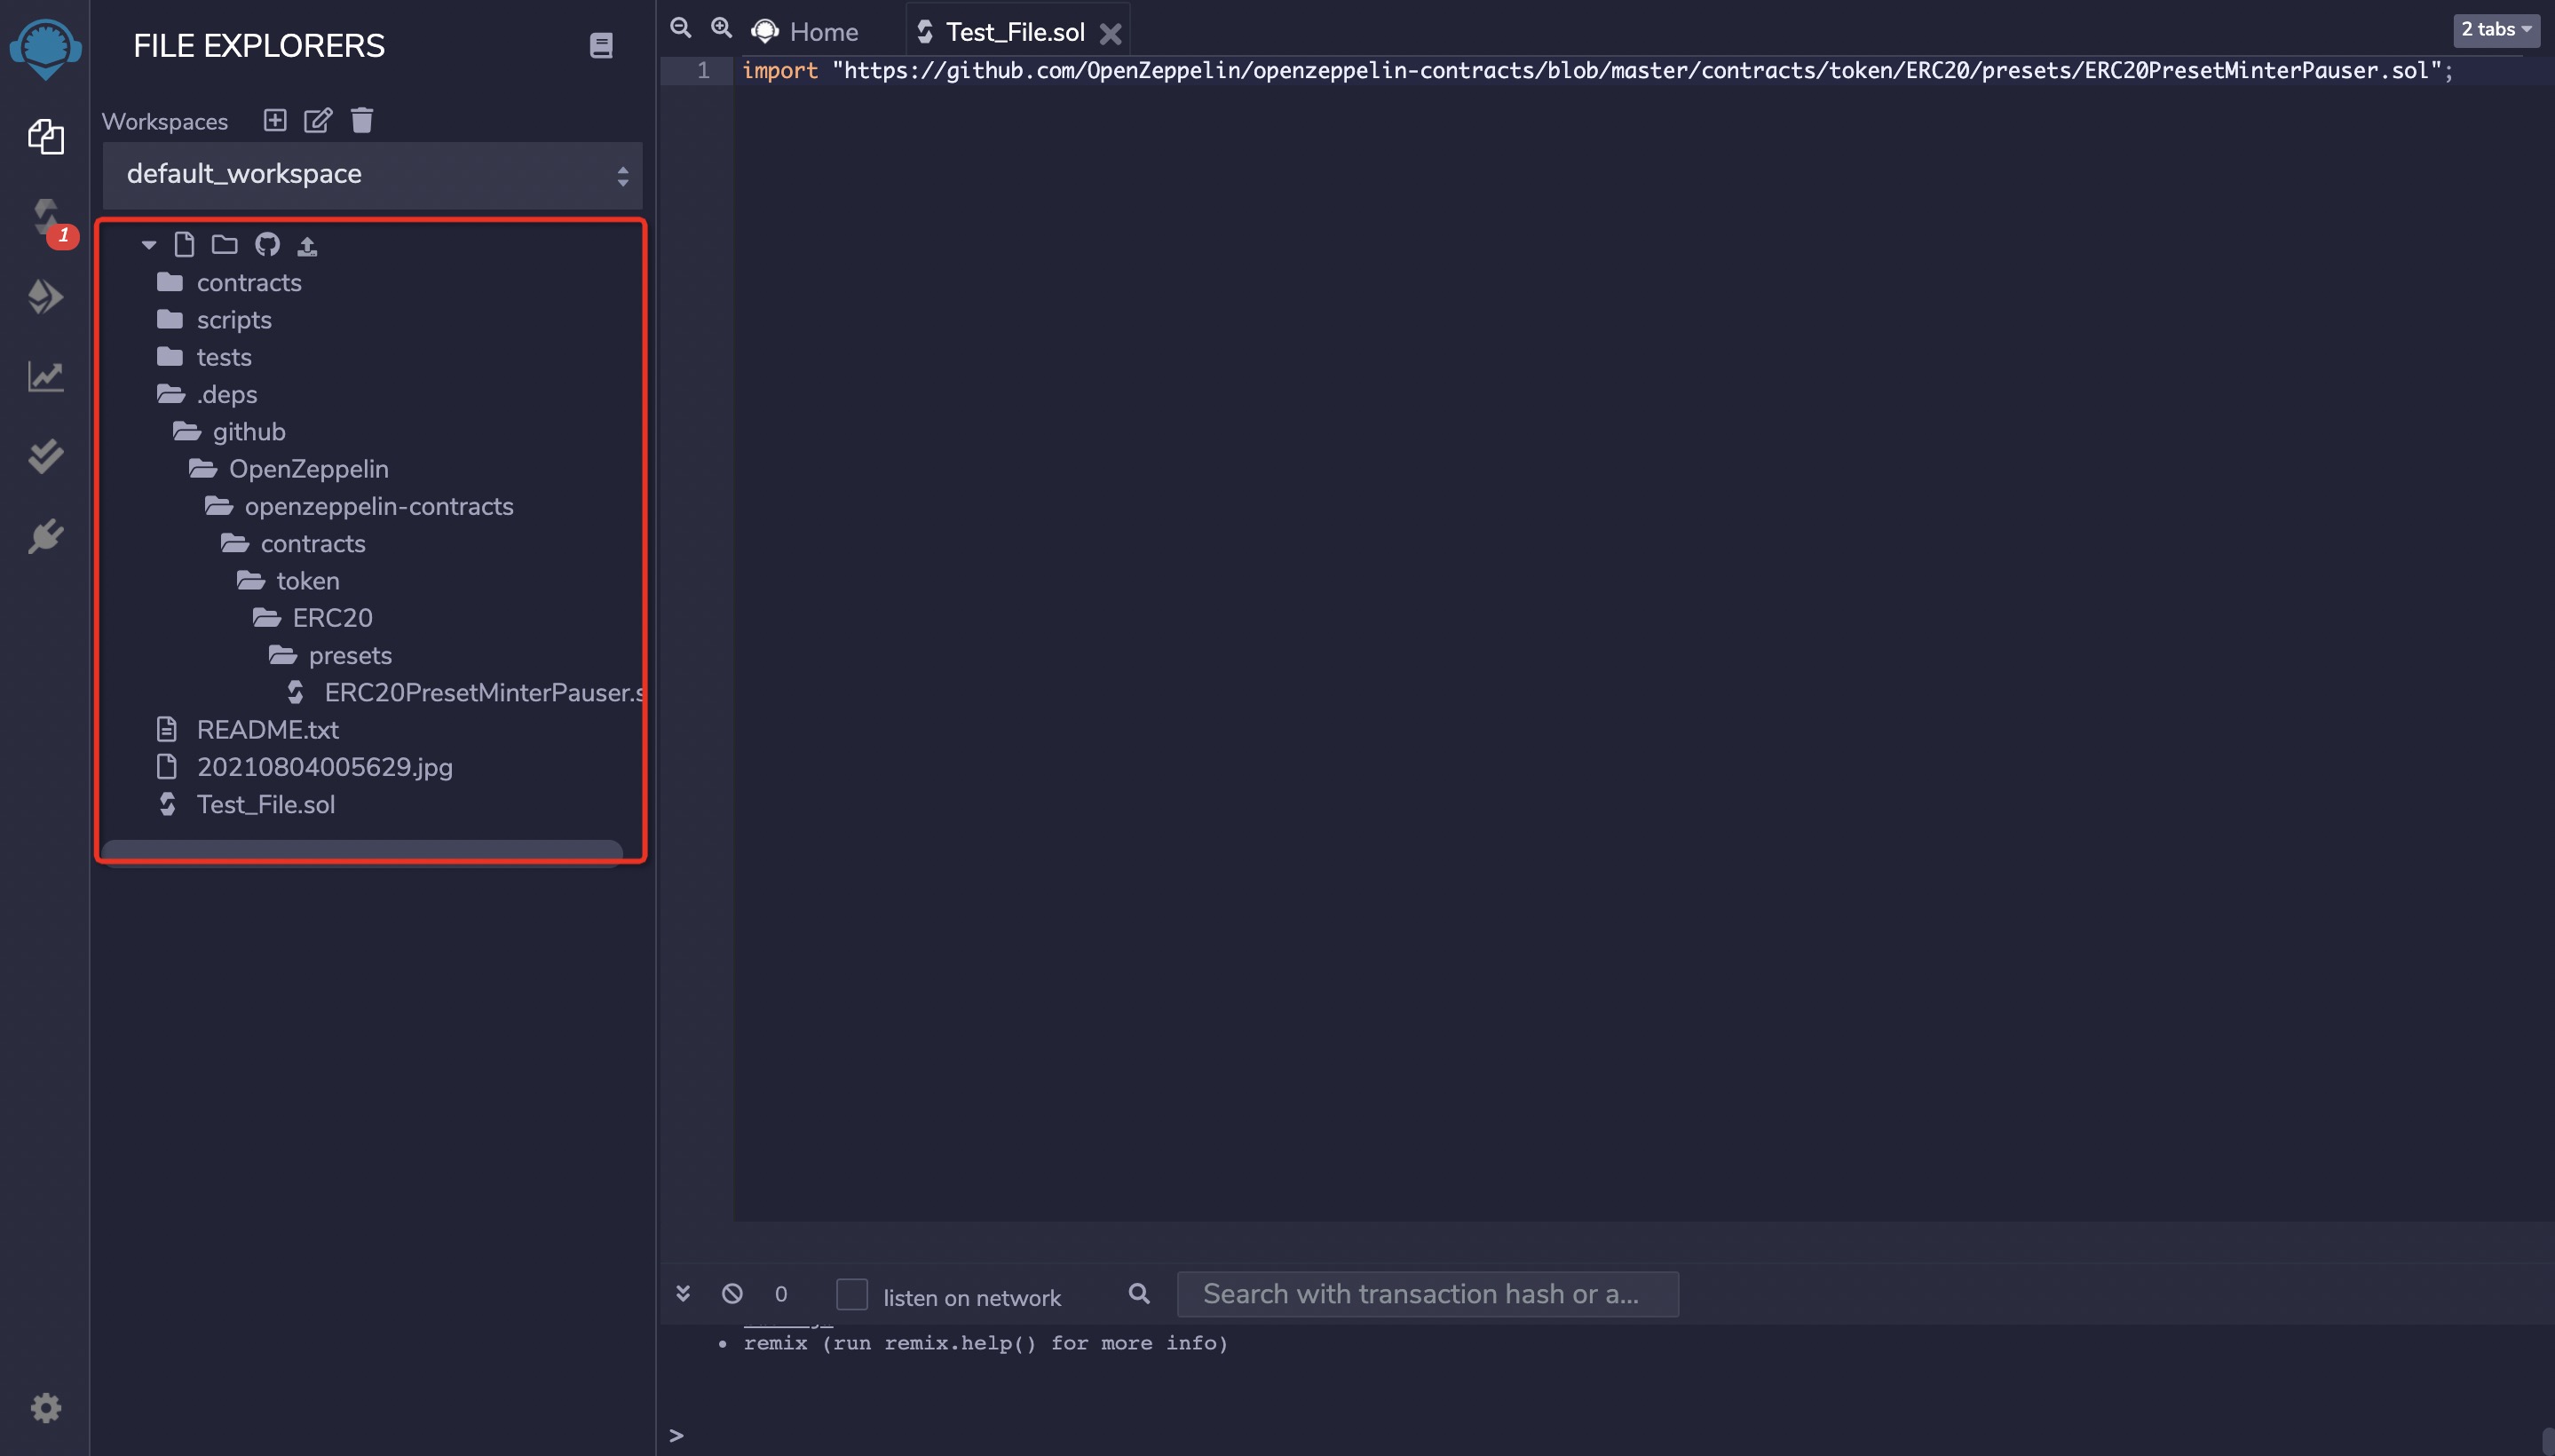 FILE EXPLORERS
Workspaces
default_workspace
1
contracts
scripts
tests
.deps
github
OpenZeppelin
openzeppelin-contracts
contracts
token
ERC20
presets
ERC20PresetMinterPauser.s
README.txt
20210804005629.jpg
Test_File.sol
Home
Test_File.sol
2 tabs
1 import "https://github.com/OpenZeppelin/openzeppelin-contracts/blob/master/contracts/token/ERC20/presets/ERC20PresetMinterPauser.sol";
0
listen on network
Search with transaction hash or a...
• remix (run remix.help() for more info)
>